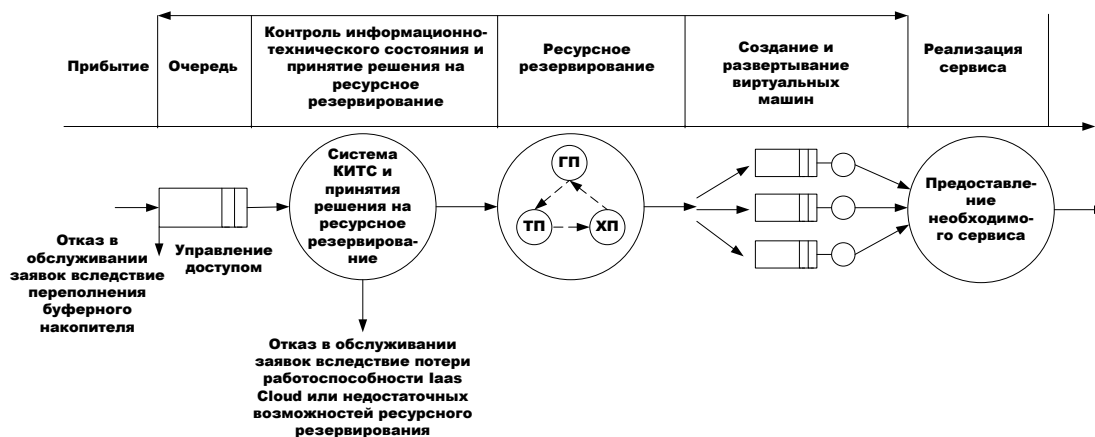 Прибытие
Очередь
Контроль информационно-
технического состояния и
принятие решения на
ресурсное
резервирование
Ресурсное
резервирование
Создание и
развертывание
виртуальных
машин
Реализация
сервиса
Система
КИТС и
принятия
решения на
ресурсное
резервирова-
ние
ГП
ТП
ХП
Предоставле-
ние
необходимо-
го сервиса
Управление
доступом
Отказ в
обслуживании
заявок вследствие
переполнения
буферного
накопителя
Отказ в обслуживании
заявок вследствие потери
работоспособности Iaas
Cloud или недостаточных
возможностей ресурсного
резервирования